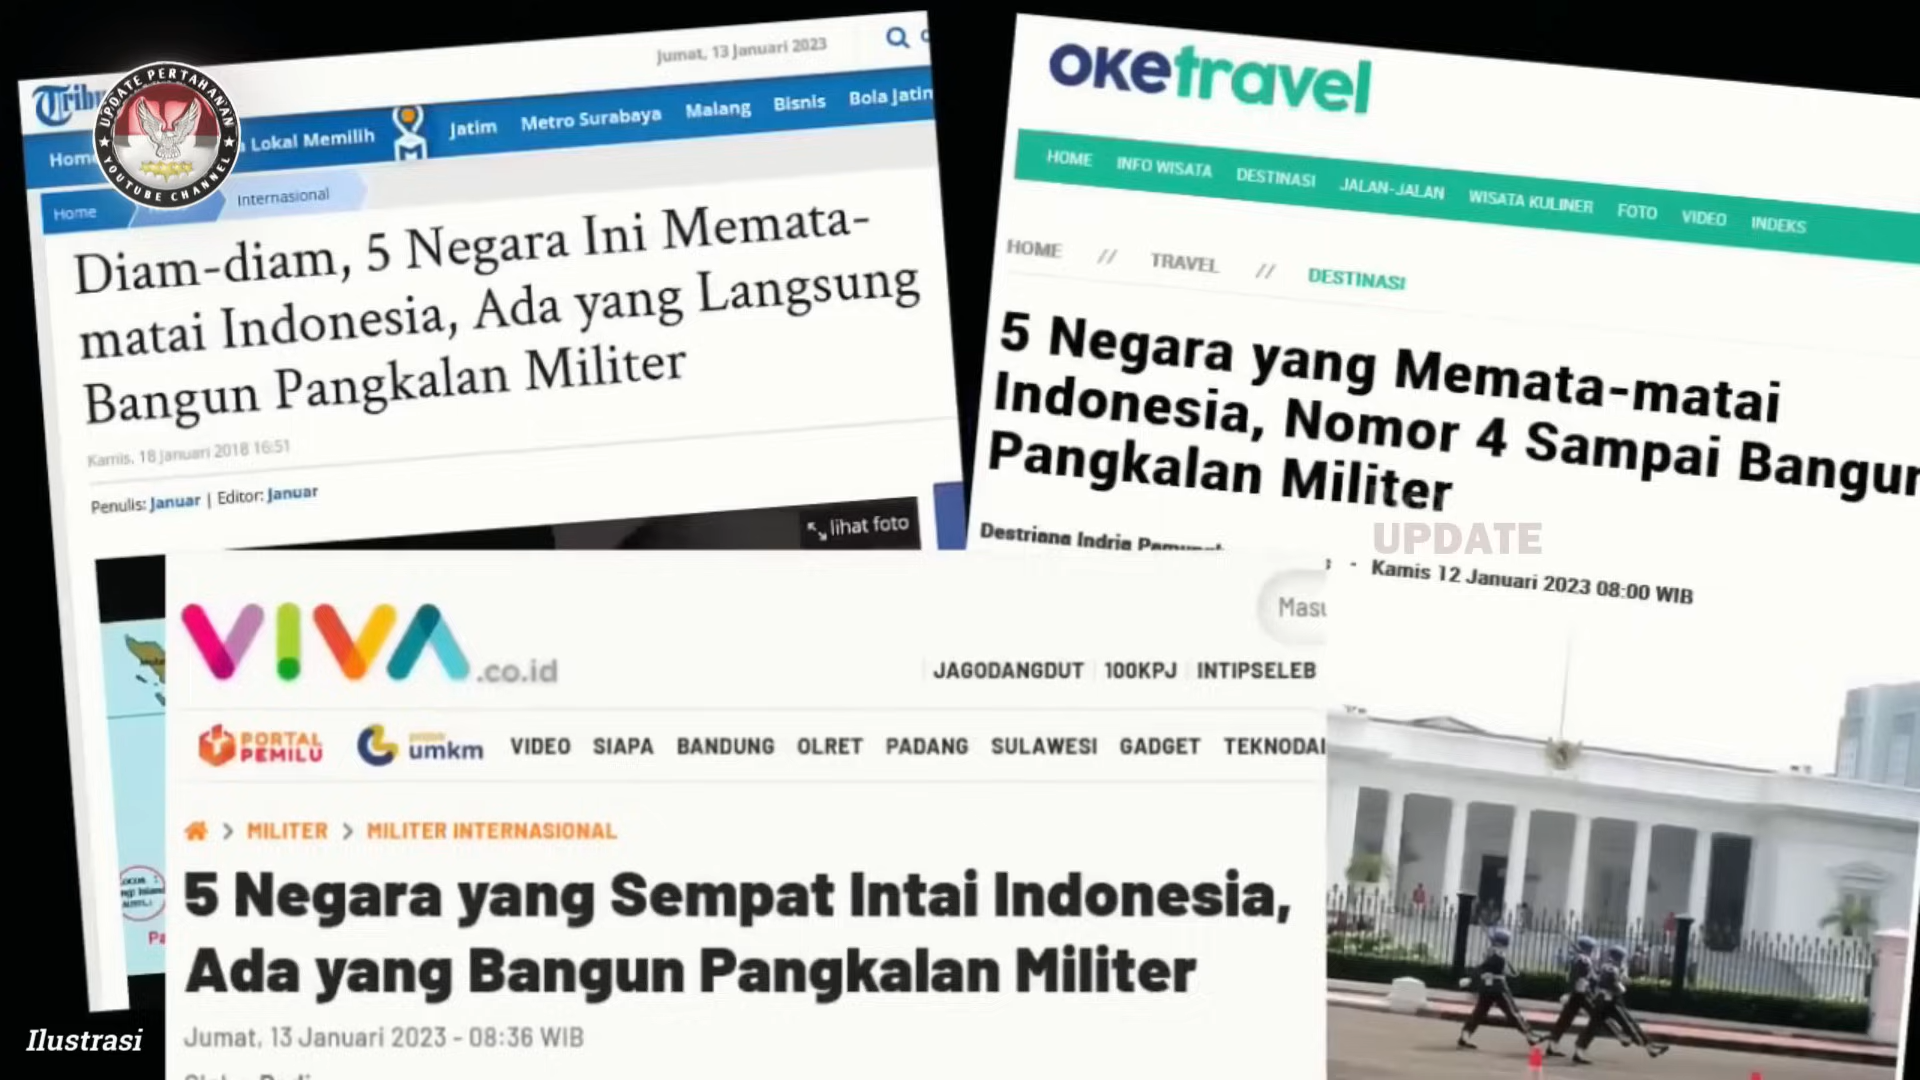 Jumat, 13 Januari 2023
UPDATE PERTAHANAN
YOUTUBE CHANNEL
Home
Lokal Memilih
Jatim
Metro Surabaya
Malang
Bisnis
Bola Jatim
Home
Internasional
Diam-diam, 5 Negara Ini Memata-
matai Indonesia, Ada yang Langsung
Bangun Pangkalan Militer
Kamis, 18 Januari 2018 16:51
Penulis: Januar | Editor: Januar
lihat foto
OKEtravel
HOME INFO WISATA DESTINASI JALAN-JALAN WISATA KULINER FOTO VIDEO INDEKS
HOME // TRAVEL // DESTINASI
5 Negara yang Memata-matai
Indonesia, Nomor 4 Sampai Bangun
Pangkalan Militer
Destriana Indria
UPDATE
- Kamis 12 Januari 2023 08:00 WIB
VIVA.co.id
JAGODANGDUT 100KPJ INTIPSELEB
PORTAL PEMILU
umkm
VIDEO SIAPA BANDUNG OLRET PADANG SULAWESI GADGET
> MILITER > MILITER INTERNASIONAL
5 Negara yang Sempat Intai Indonesia,
Ada yang Bangun Pangkalan Militer
Jumat, 13 Januari 2023 - 08:36 WIB
Ilustrasi